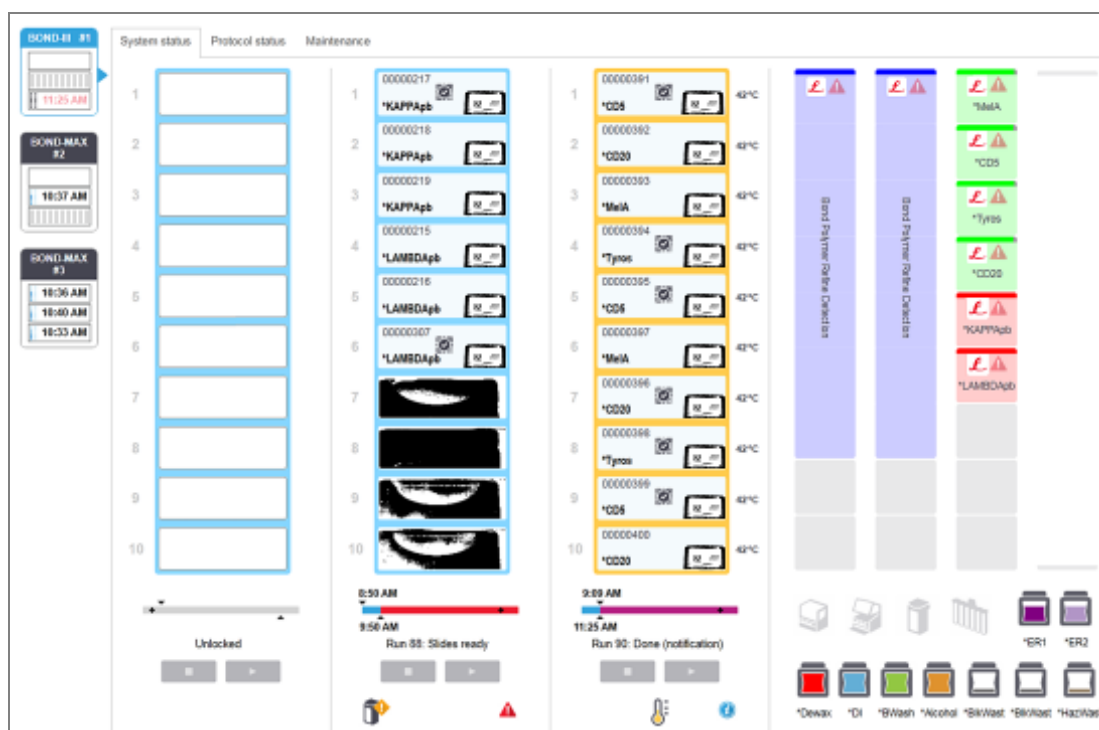 BOND-III #1
11:25 AM
BOND-MAX
#2
10:37 AM
BOND-MAX
#3
10:36 AM
10:40 AM
10:33 AM
System status
Protocol status
Maintenance
1
2
3
4
5
6
7
8
9
10
Unlocked
1
00000217
*KAPPApb
2
00000218
*KAPPApb
3
00000219
*KAPPApb
4
00000215
*LAMBDApb
5
00000216
*LAMBDApb
6
00000307
*LAMBDApb
7
8
9
10
8:50 AM
9:50 AM
Run 88: Slides ready
1
00000391
*CD5
42°C
2
00000392
*CD20
42°C
3
00000393
*MelA
42°C
4
00000394
*Tyros
42°C
5
00000395
*CD5
42°C
6
00000397
*MelA
42°C
7
00000396
*CD20
42°C
8
00000398
*Tyros
42°C
9
00000399
*CD5
42°C
10
00000400
*CD20
42°C
9:09 AM
11:25 AM
Run 90: Done (notification)
Bond Polymer Refine Detection
Bond Polymer Refine Detection
*MelA
*CD5
*Tyros
*CD20
*KAPPApb
*LAMBDApb
*ER1
*ER2
*Dewax
*DI
*BWash
*Alcohol
*BlkWast
*BlkWast
*HazWas